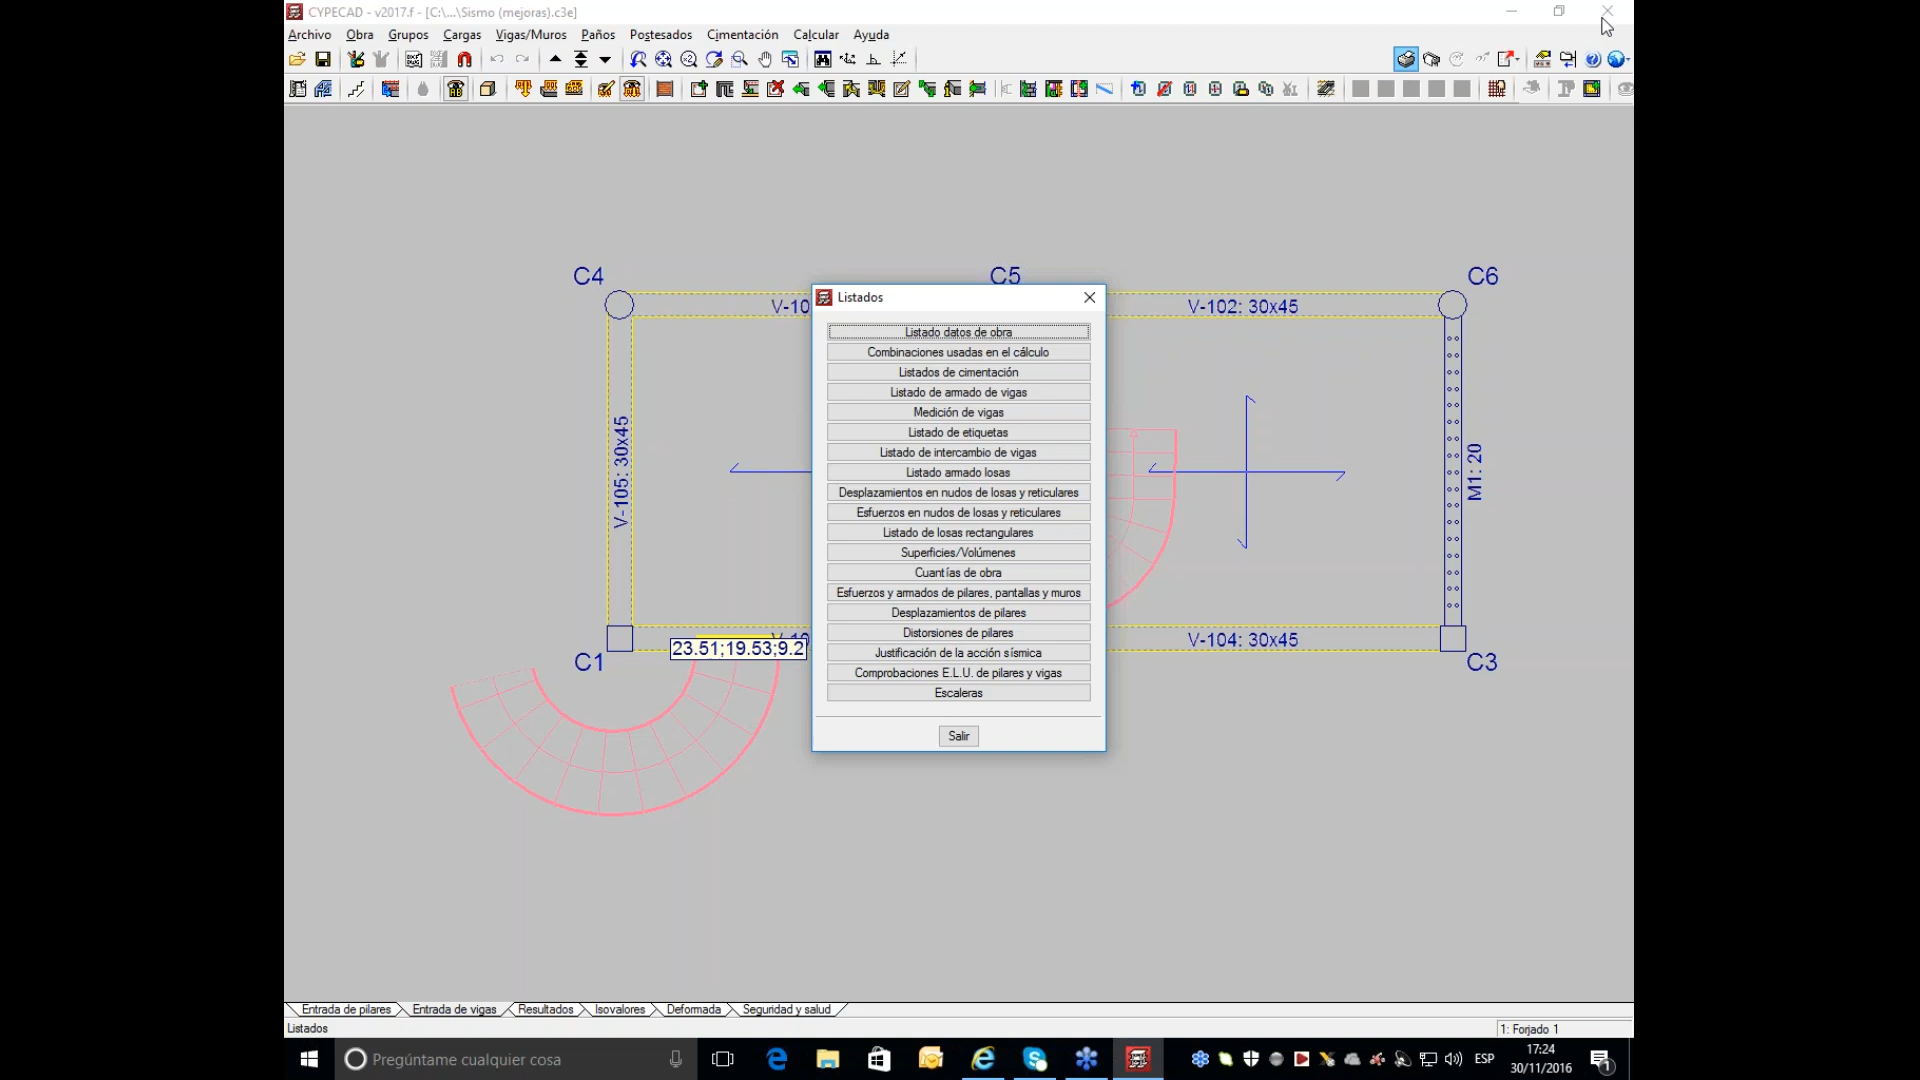 CYPECAD - v2017.f - [C:\...\Sismo (mejoras).c3e]
Archivo Obra Grupos Cargas Vigas/Muros Paños Postesados Cimentación Calcular Ayuda
C4 C5 C6
V-10 V-102: 30x45
Listados
Listado datos de obra
Combinaciones usadas en el cálculo
Listados de cimentación
Listado de armado de vigas
Medición de vigas
Listado de etiquetas
Listado de intercambio de vigas
Listado armado losas
Desplazamientos en nudos de losas y reticulares
Esfuerzos en nudos de losas y reticulares
Listado de losas rectangulares
Superficies/Volúmenes
Cuantías de obra
Esfuerzos y armados de pilares, pantallas y muros
Desplazamientos de pilares
Distorsiones de pilares
Justificación de la acción sísmica
Comprobaciones E.L.U. de pilares y vigas
Escaleras
Salir
V-105: 30x45
M1: 20
23.51;19.53;9.2
V-104: 30x45
C1 C3
Entrada de pilares Entrada de vigas Resultados Isovalores Deformada Seguridad y salud
Listados
1: Forjado 1
Pregúntame cualquier cosa
ESP
17:24
30/11/2016
1